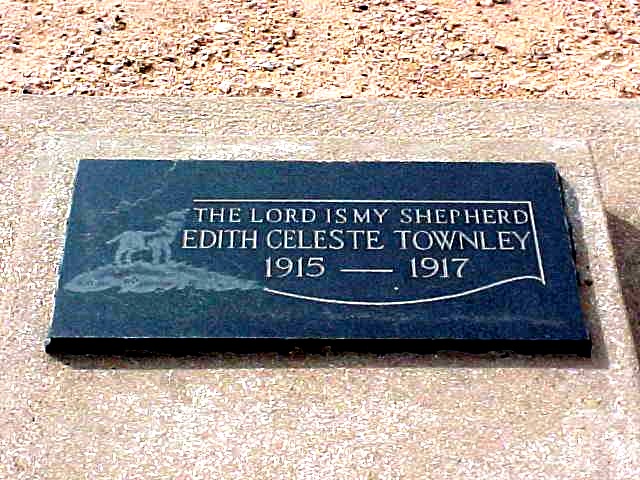 THE LORD IS MY SHEPHERD
EDITH CELESTE TOWNLEY
1915 — 1917